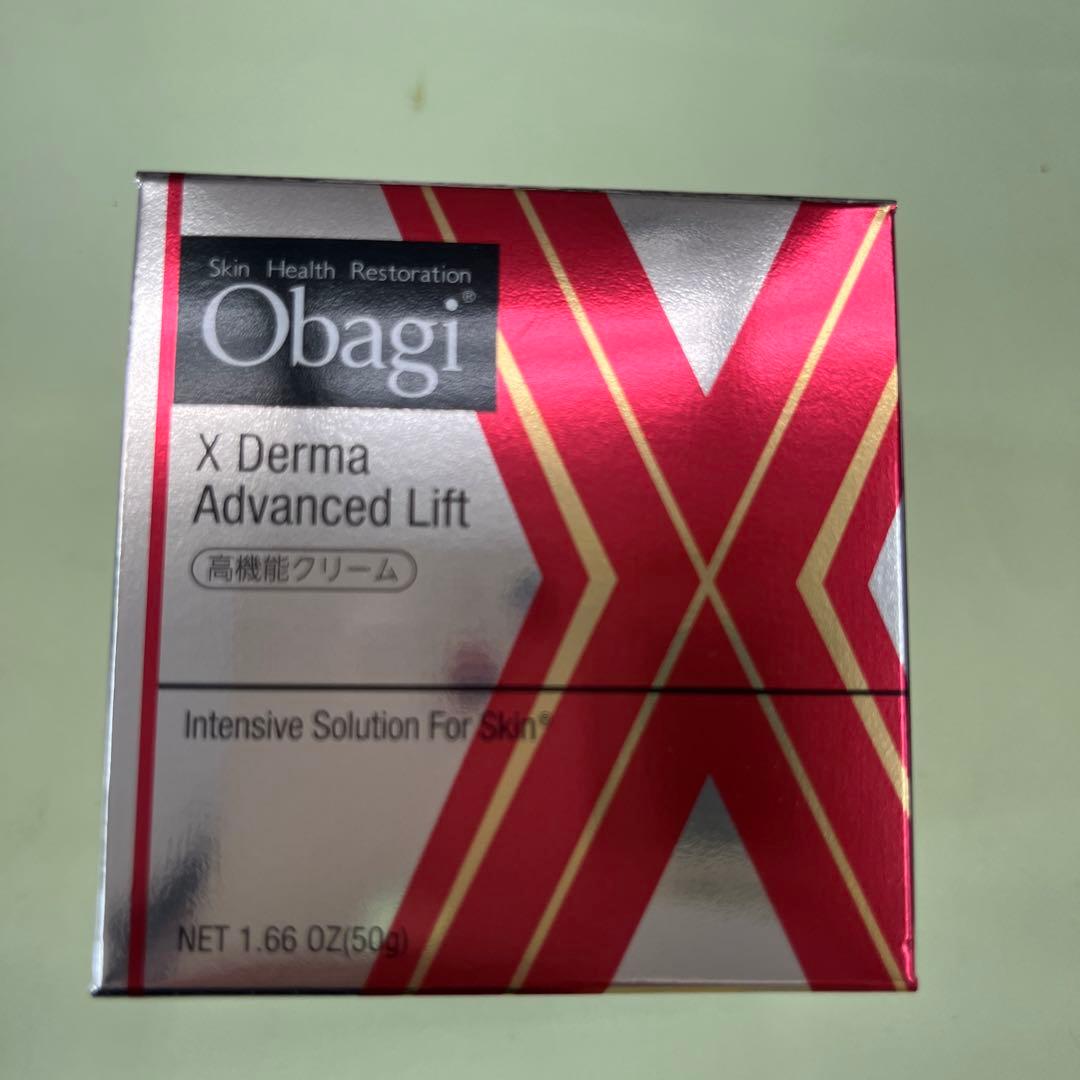 Skin Health Restoration
Obagi®
X Derma
Advanced Lift
高機能クリーム
Intensive Solution For Skin®
NET 1.66 OZ(50g)